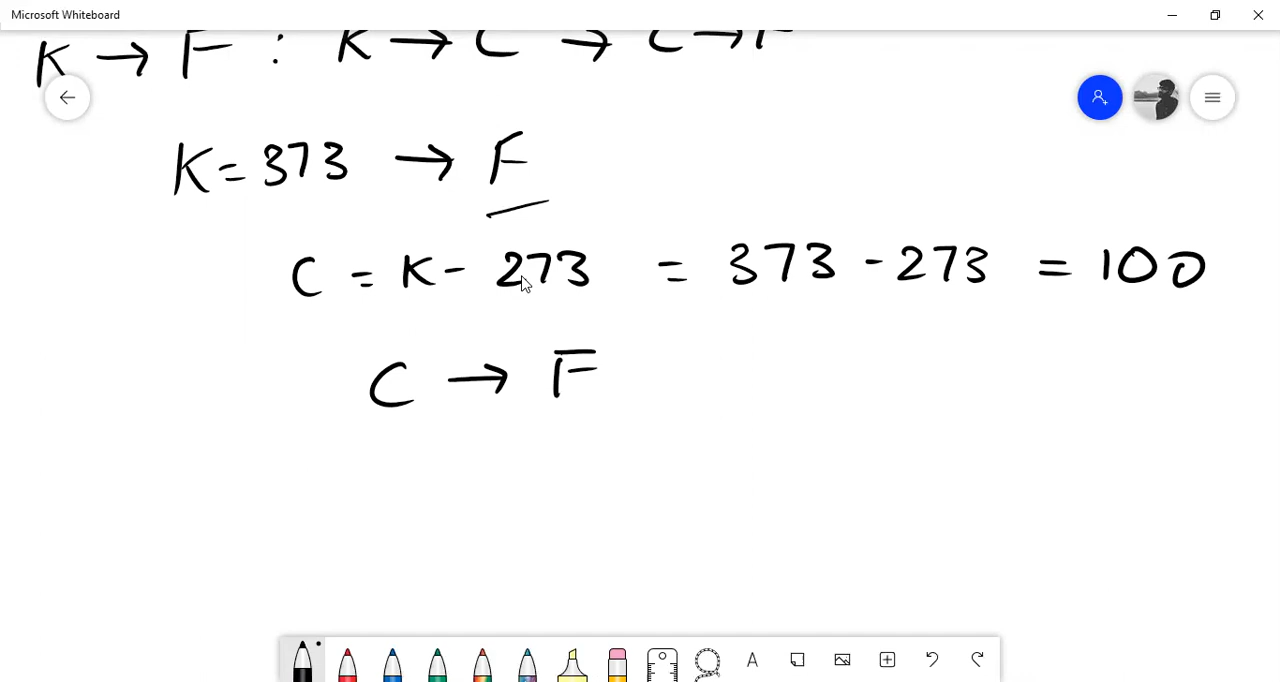 Microsoft Whiteboard
K → F : K → C → C → F
K = 373 → F
C = K - 273 = 373 - 273 = 100
C → F
A